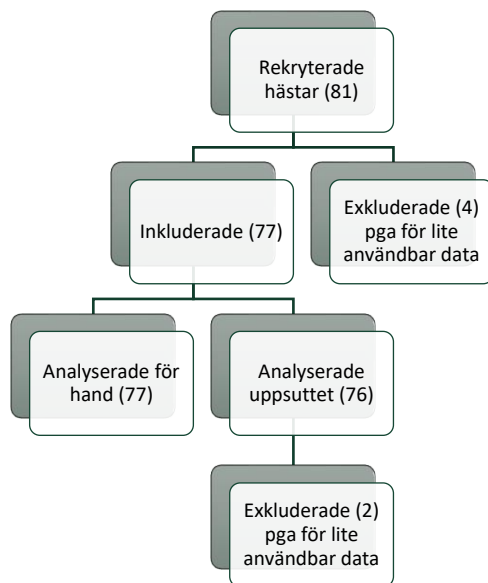 Rekryterade
hästar (81)
Inkluderade (77)
Exkluderade (4)
pga för lite
användbar data
Analyserade för
hand (77)
Analyserade
uppsuttet (76)
Exkluderade (2)
pga för lite
användbar data